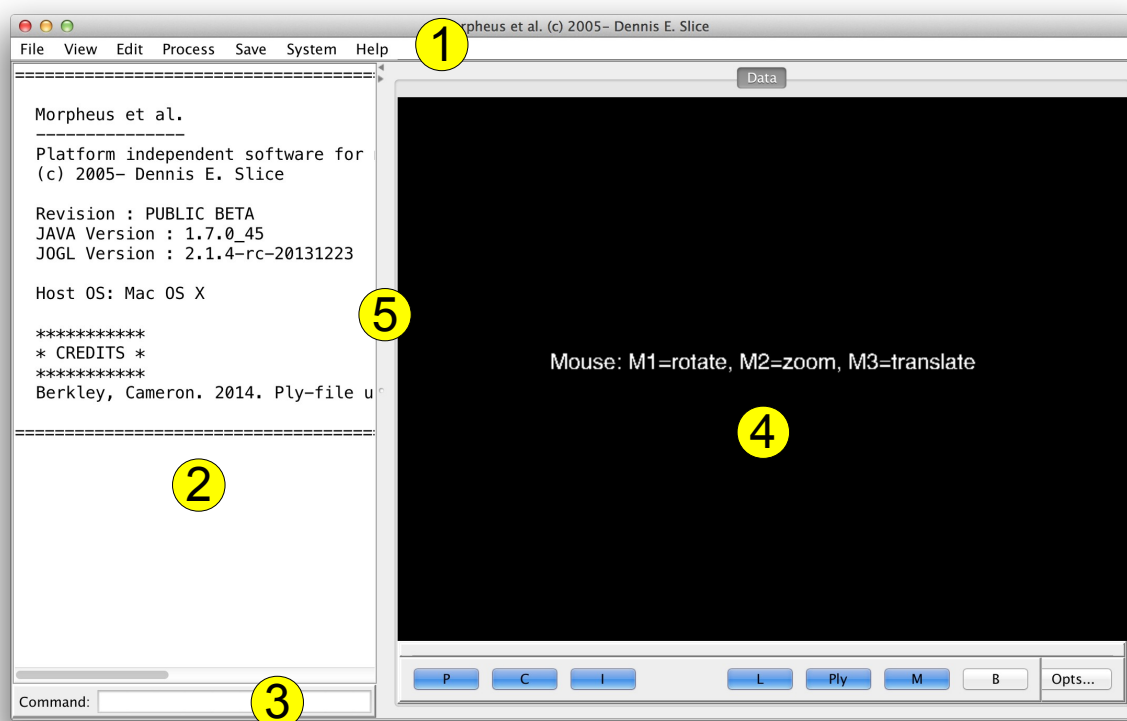 rpheus et al. (c) 2005– Dennis E. Slice
1
File View Edit Process Save System Help
Data
===================================
Morpheus et al.
---------------
Platform independent software for
(c) 2005– Dennis E. Slice
Revision : PUBLIC BETA
JAVA Version : 1.7.0_45
JOGL Version : 2.1.4-rc-20131223
Host OS: Mac OS X
***********
* CREDITS *
***********
Berkley, Cameron. 2014. Ply-file u
===================================
2
5
Mouse: M1=rotate, M2=zoom, M3=translate
4
P C I L Ply M B Opts...
Command:
3